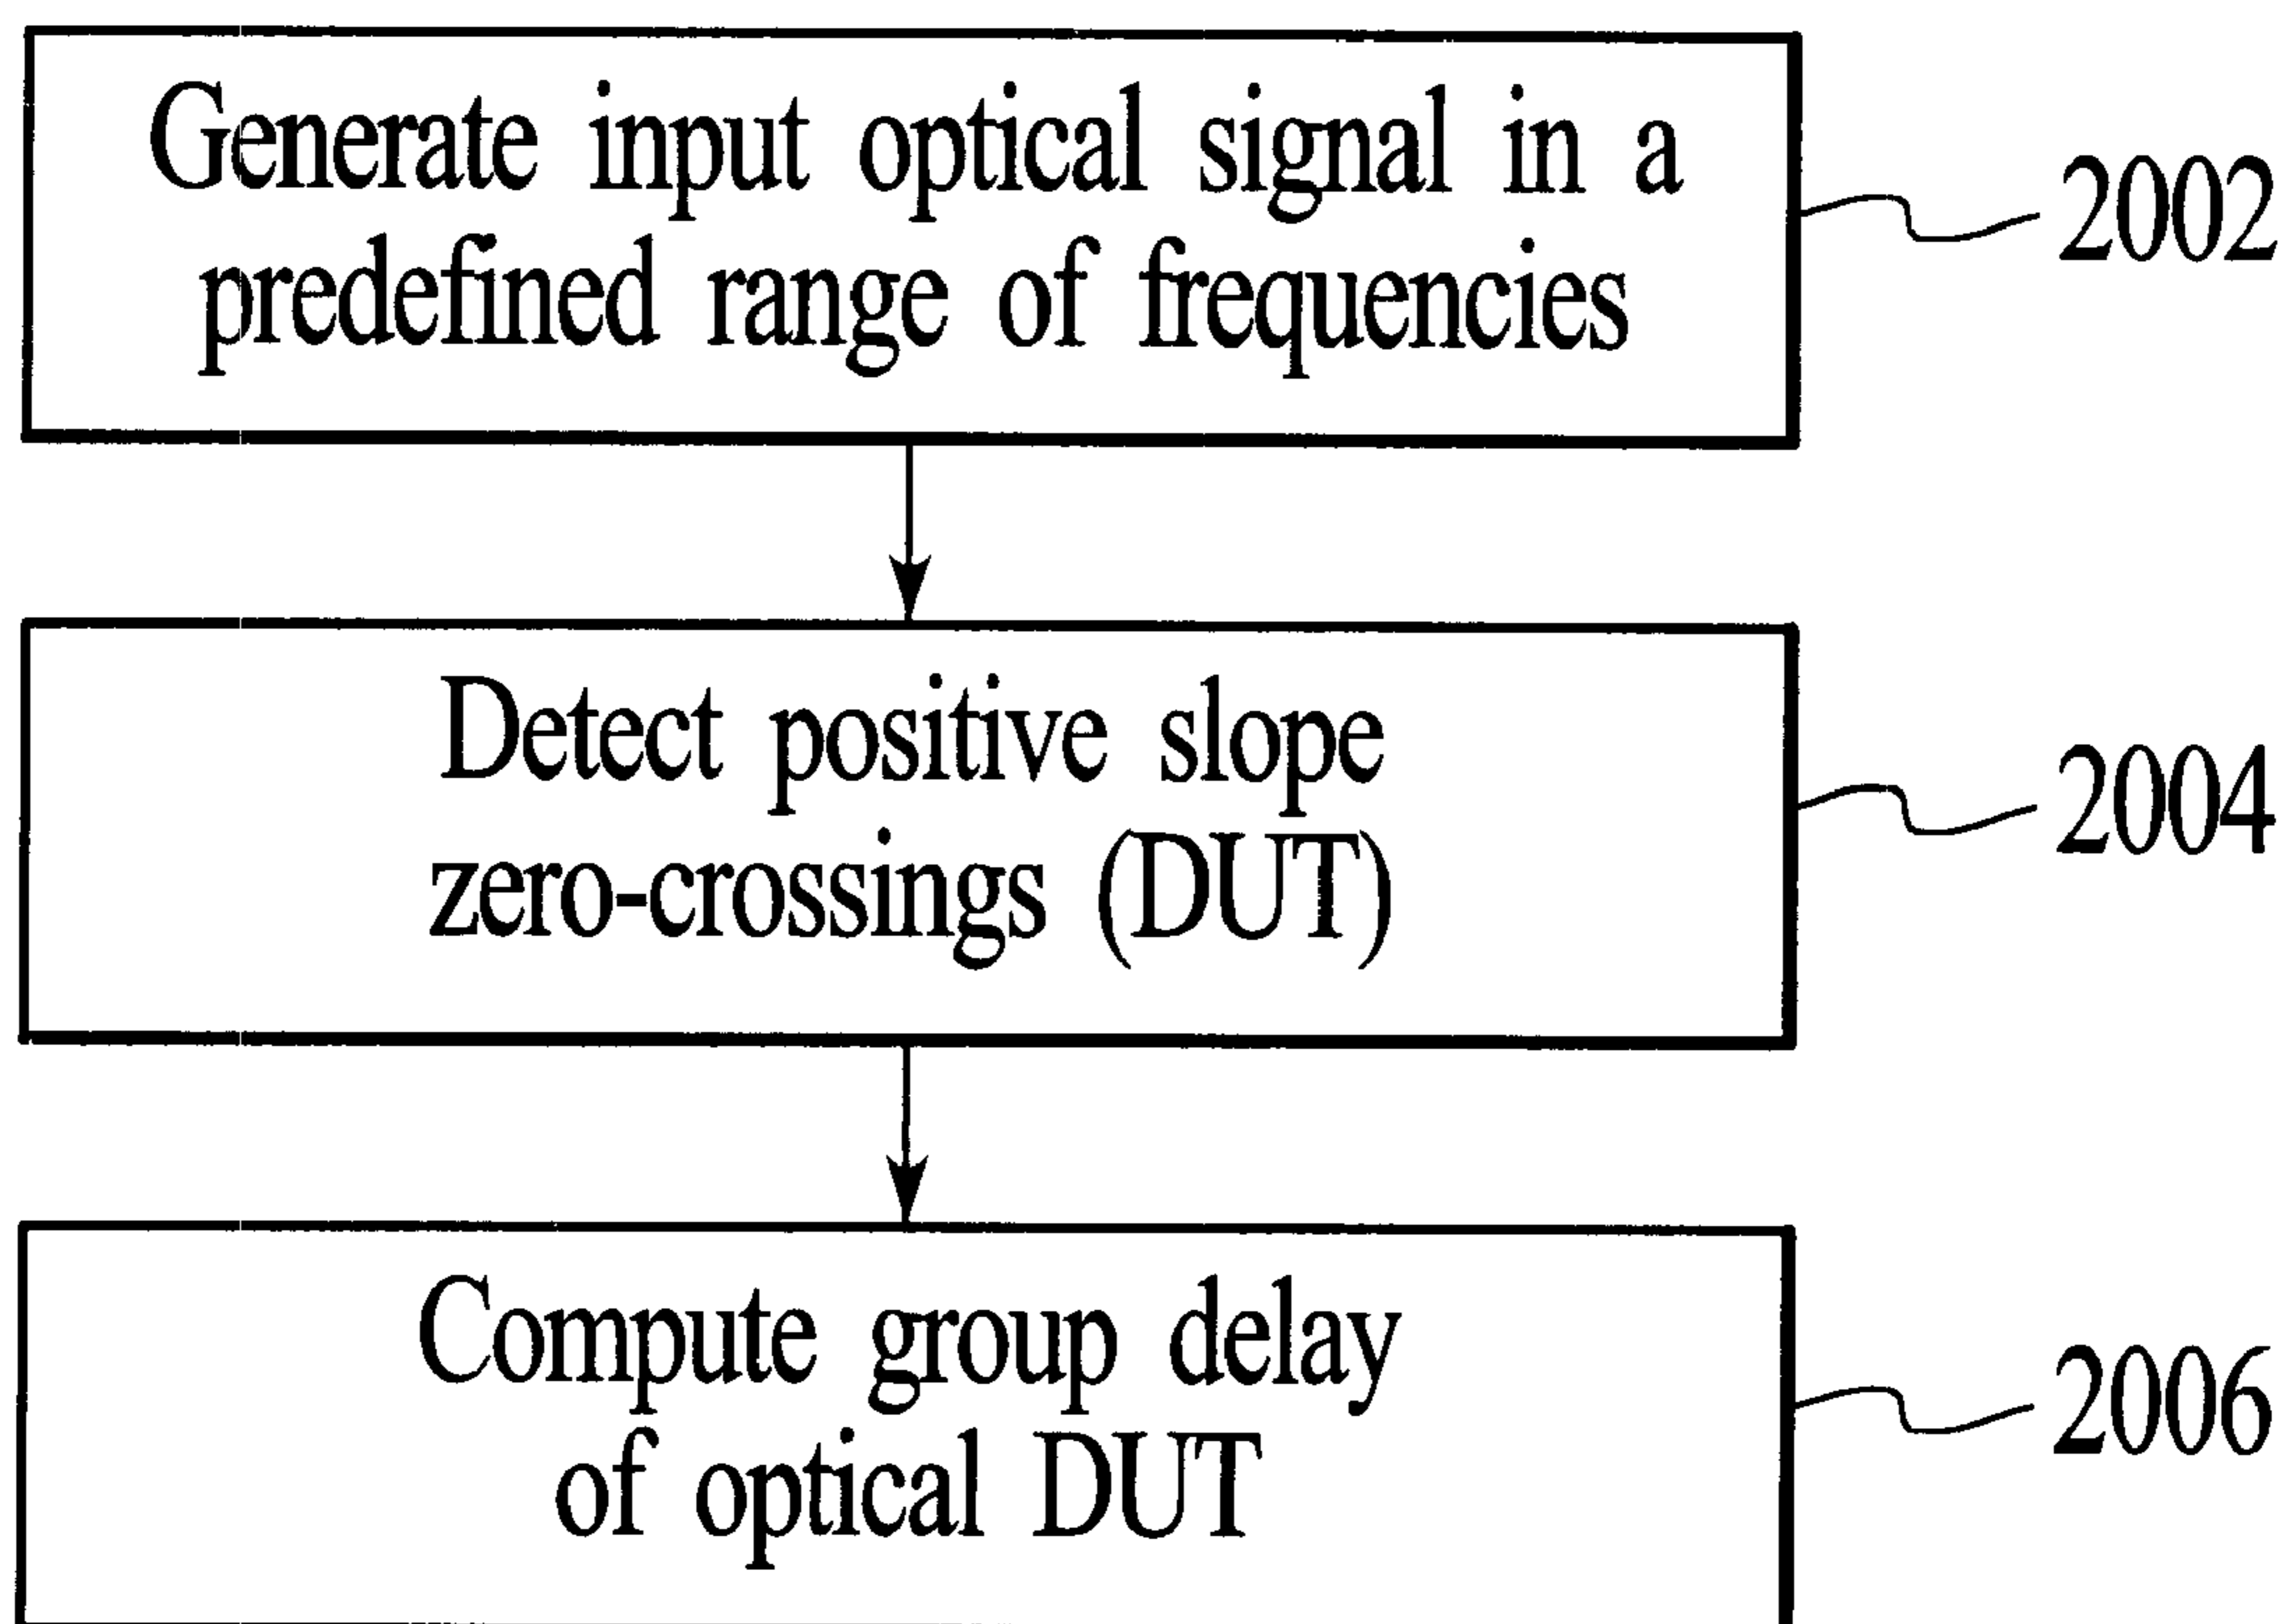 Generate input optical signal in a
predefined range of frequencies
2002
Detect positive slope
zero-crossings (DUT)
2004
Compute group delay
of optical DUT
2006